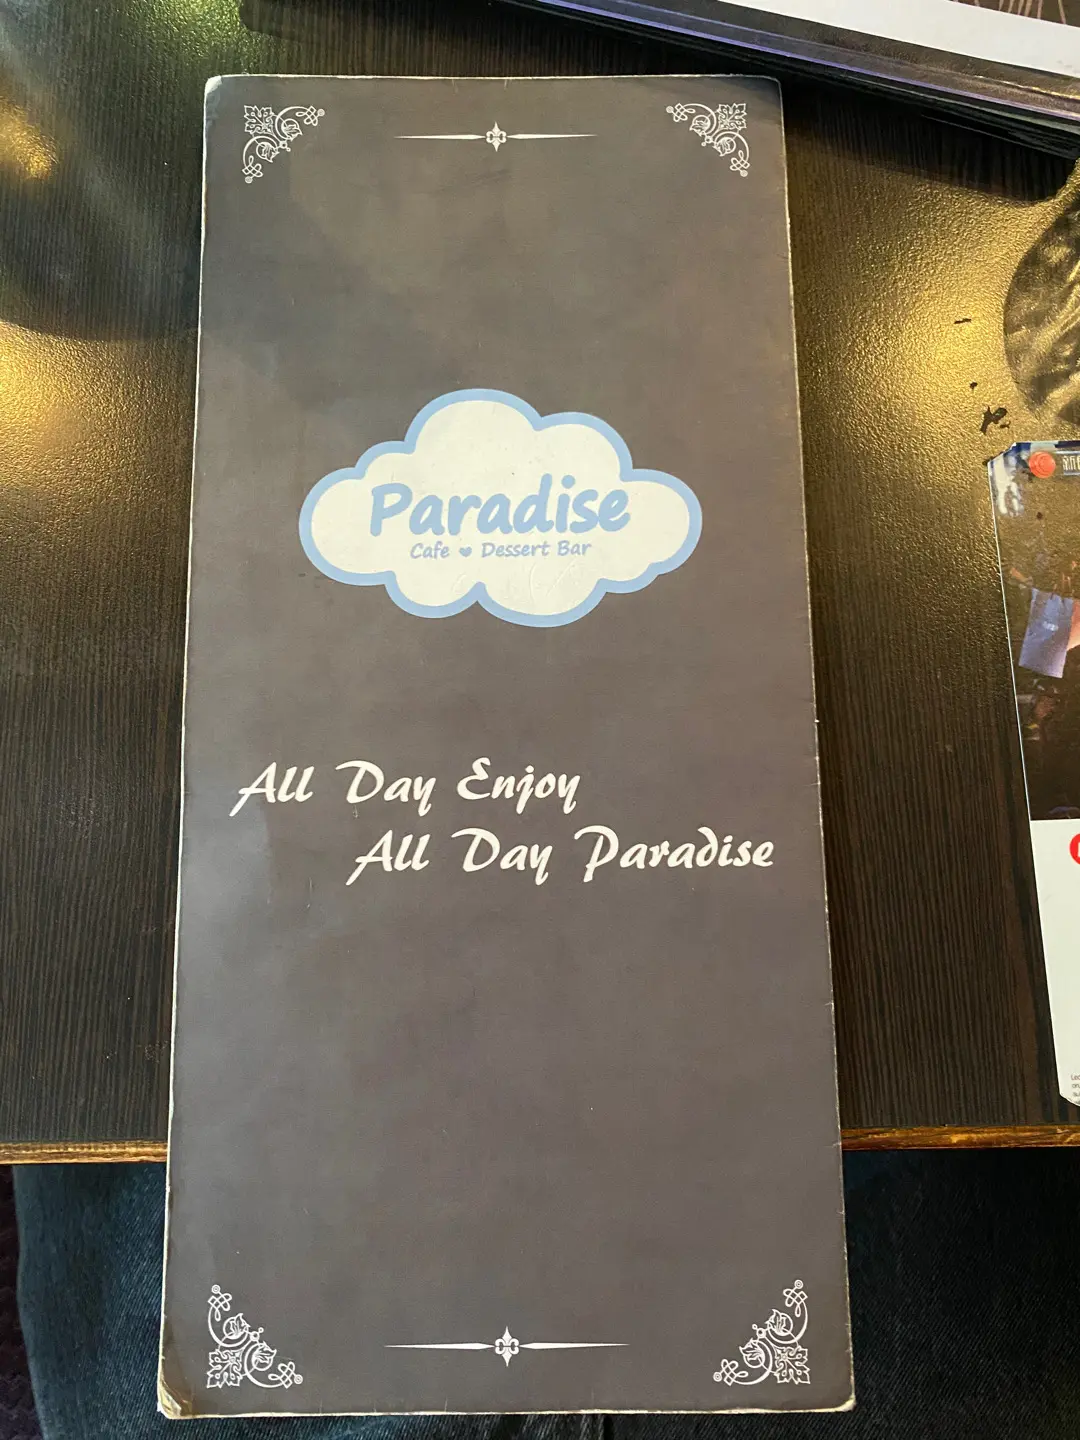 Paradise
Cafe ♥ Dessert Bar
All Day Enjoy
All Day Paradise